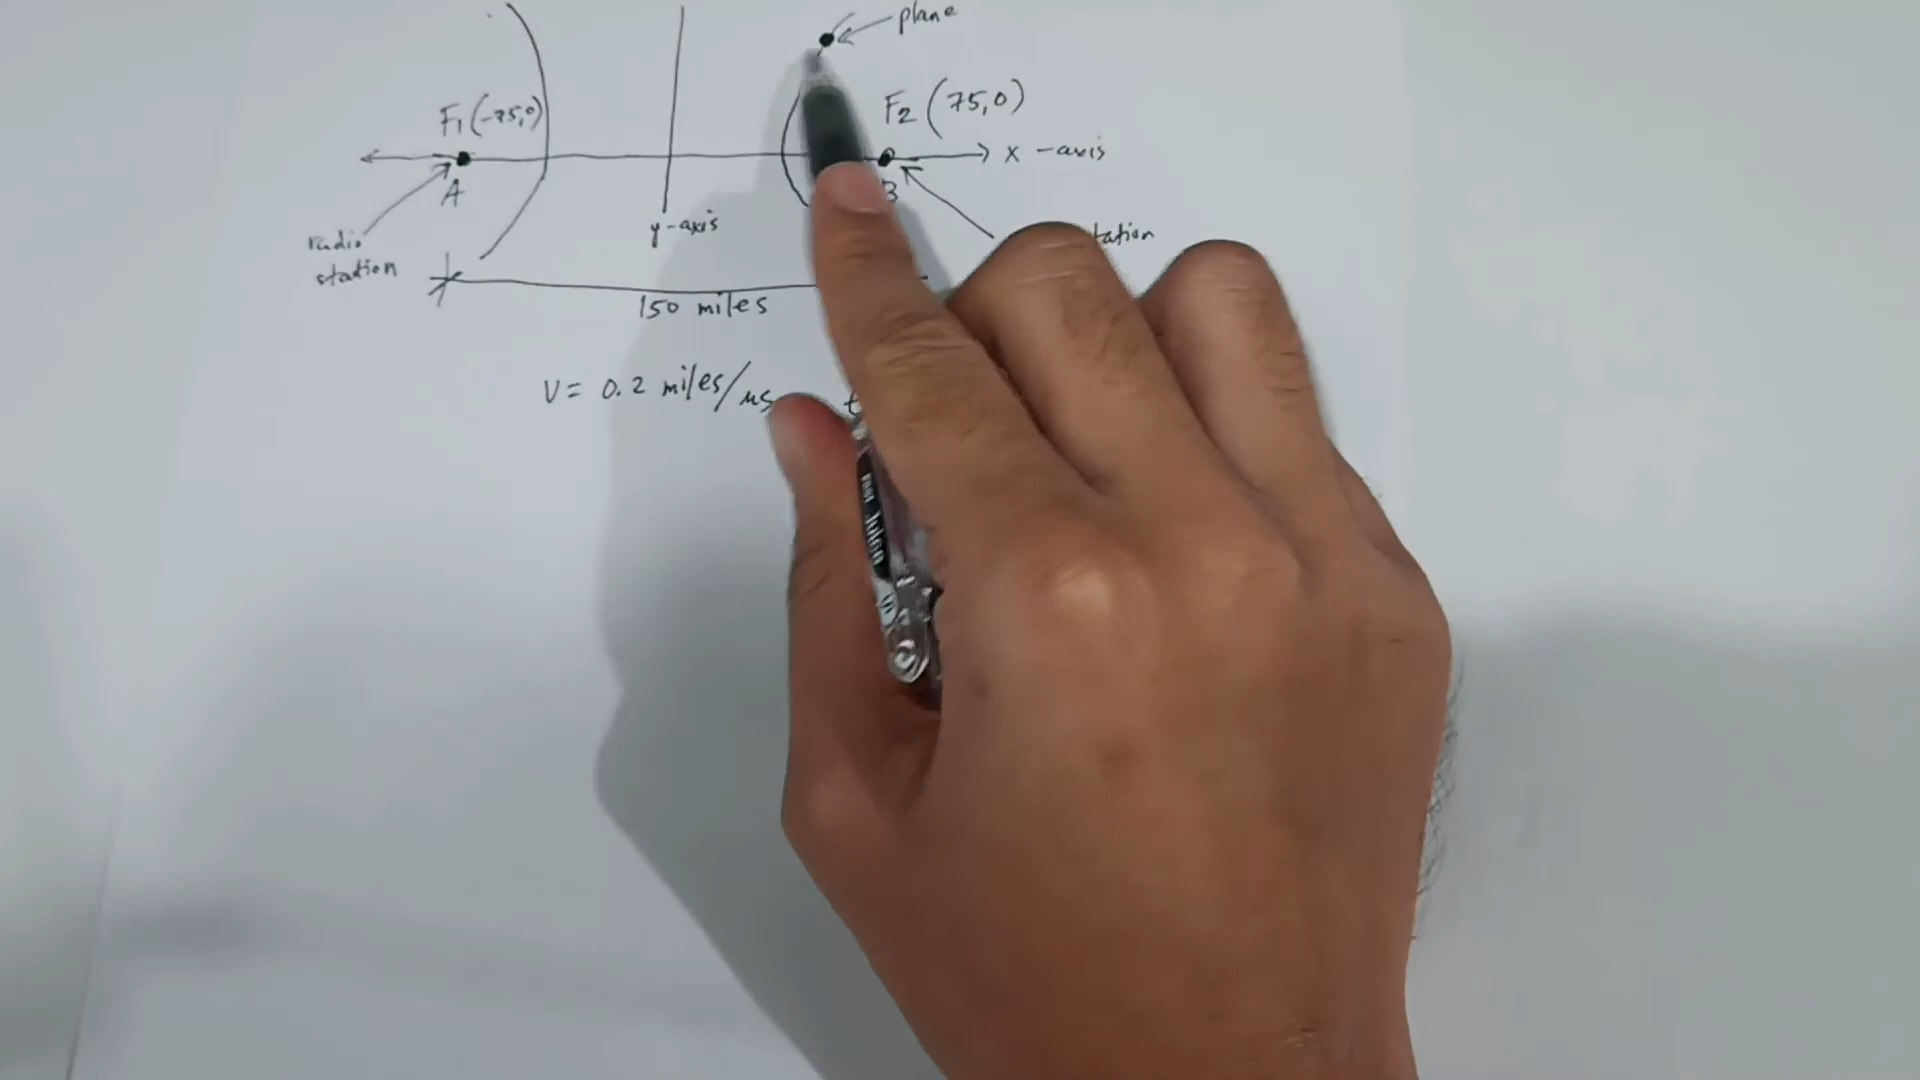 plane
F1 (-75,0)
F2 (75,0)
x -axis
A
B
y-axis
radio
station
150 miles
V = 0.2 miles/μs t